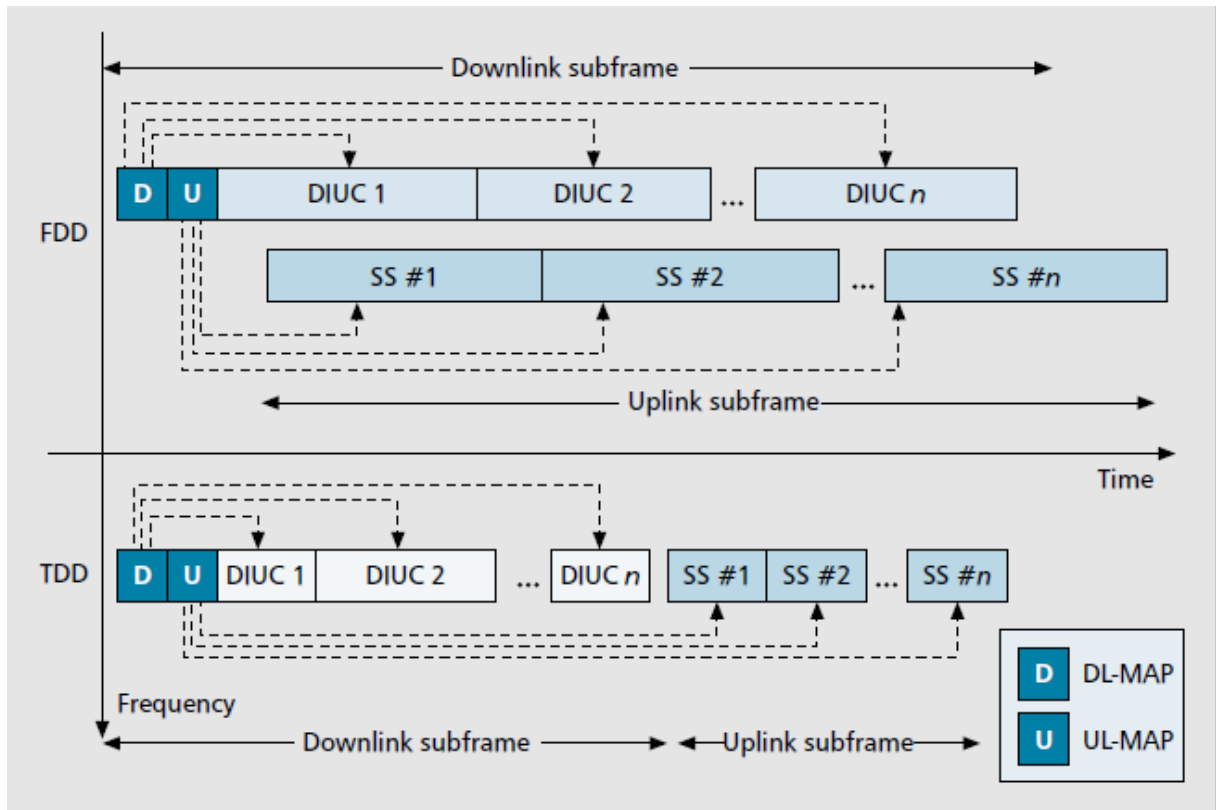 Downlink subframe
D U DIUC 1 DIUC 2 ... DIUC n
FDD
SS #1 SS #2 ... SS #n
Uplink subframe
Time
TDD D U DIUC 1 DIUC 2 ... DIUC n SS #1 SS #2 ... SS #n
D DL-MAP
Frequency
Downlink subframe Uplink subframe
U UL-MAP